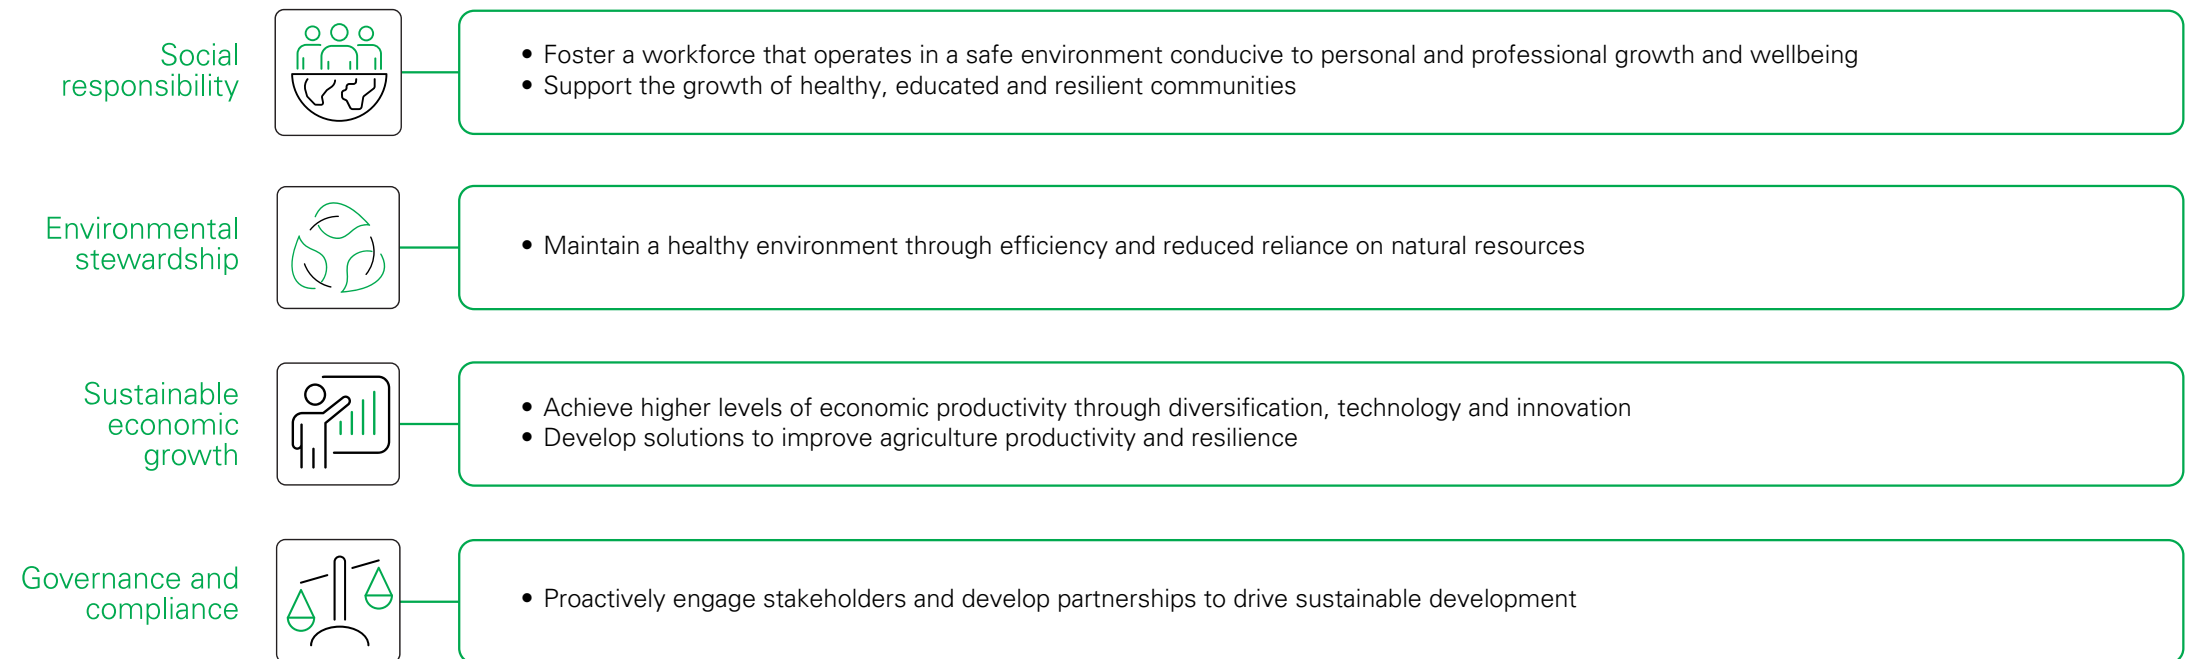 Social
responsibility
• Foster a workforce that operates in a safe environment conducive to personal and professional growth and wellbeing
• Support the growth of healthy, educated and resilient communities
Environmental
stewardship
• Maintain a healthy environment through efficiency and reduced reliance on natural resources
Sustainable
economic
growth
• Achieve higher levels of economic productivity through diversification, technology and innovation
• Develop solutions to improve agriculture productivity and resilience
Governance and
compliance
• Proactively engage stakeholders and develop partnerships to drive sustainable development